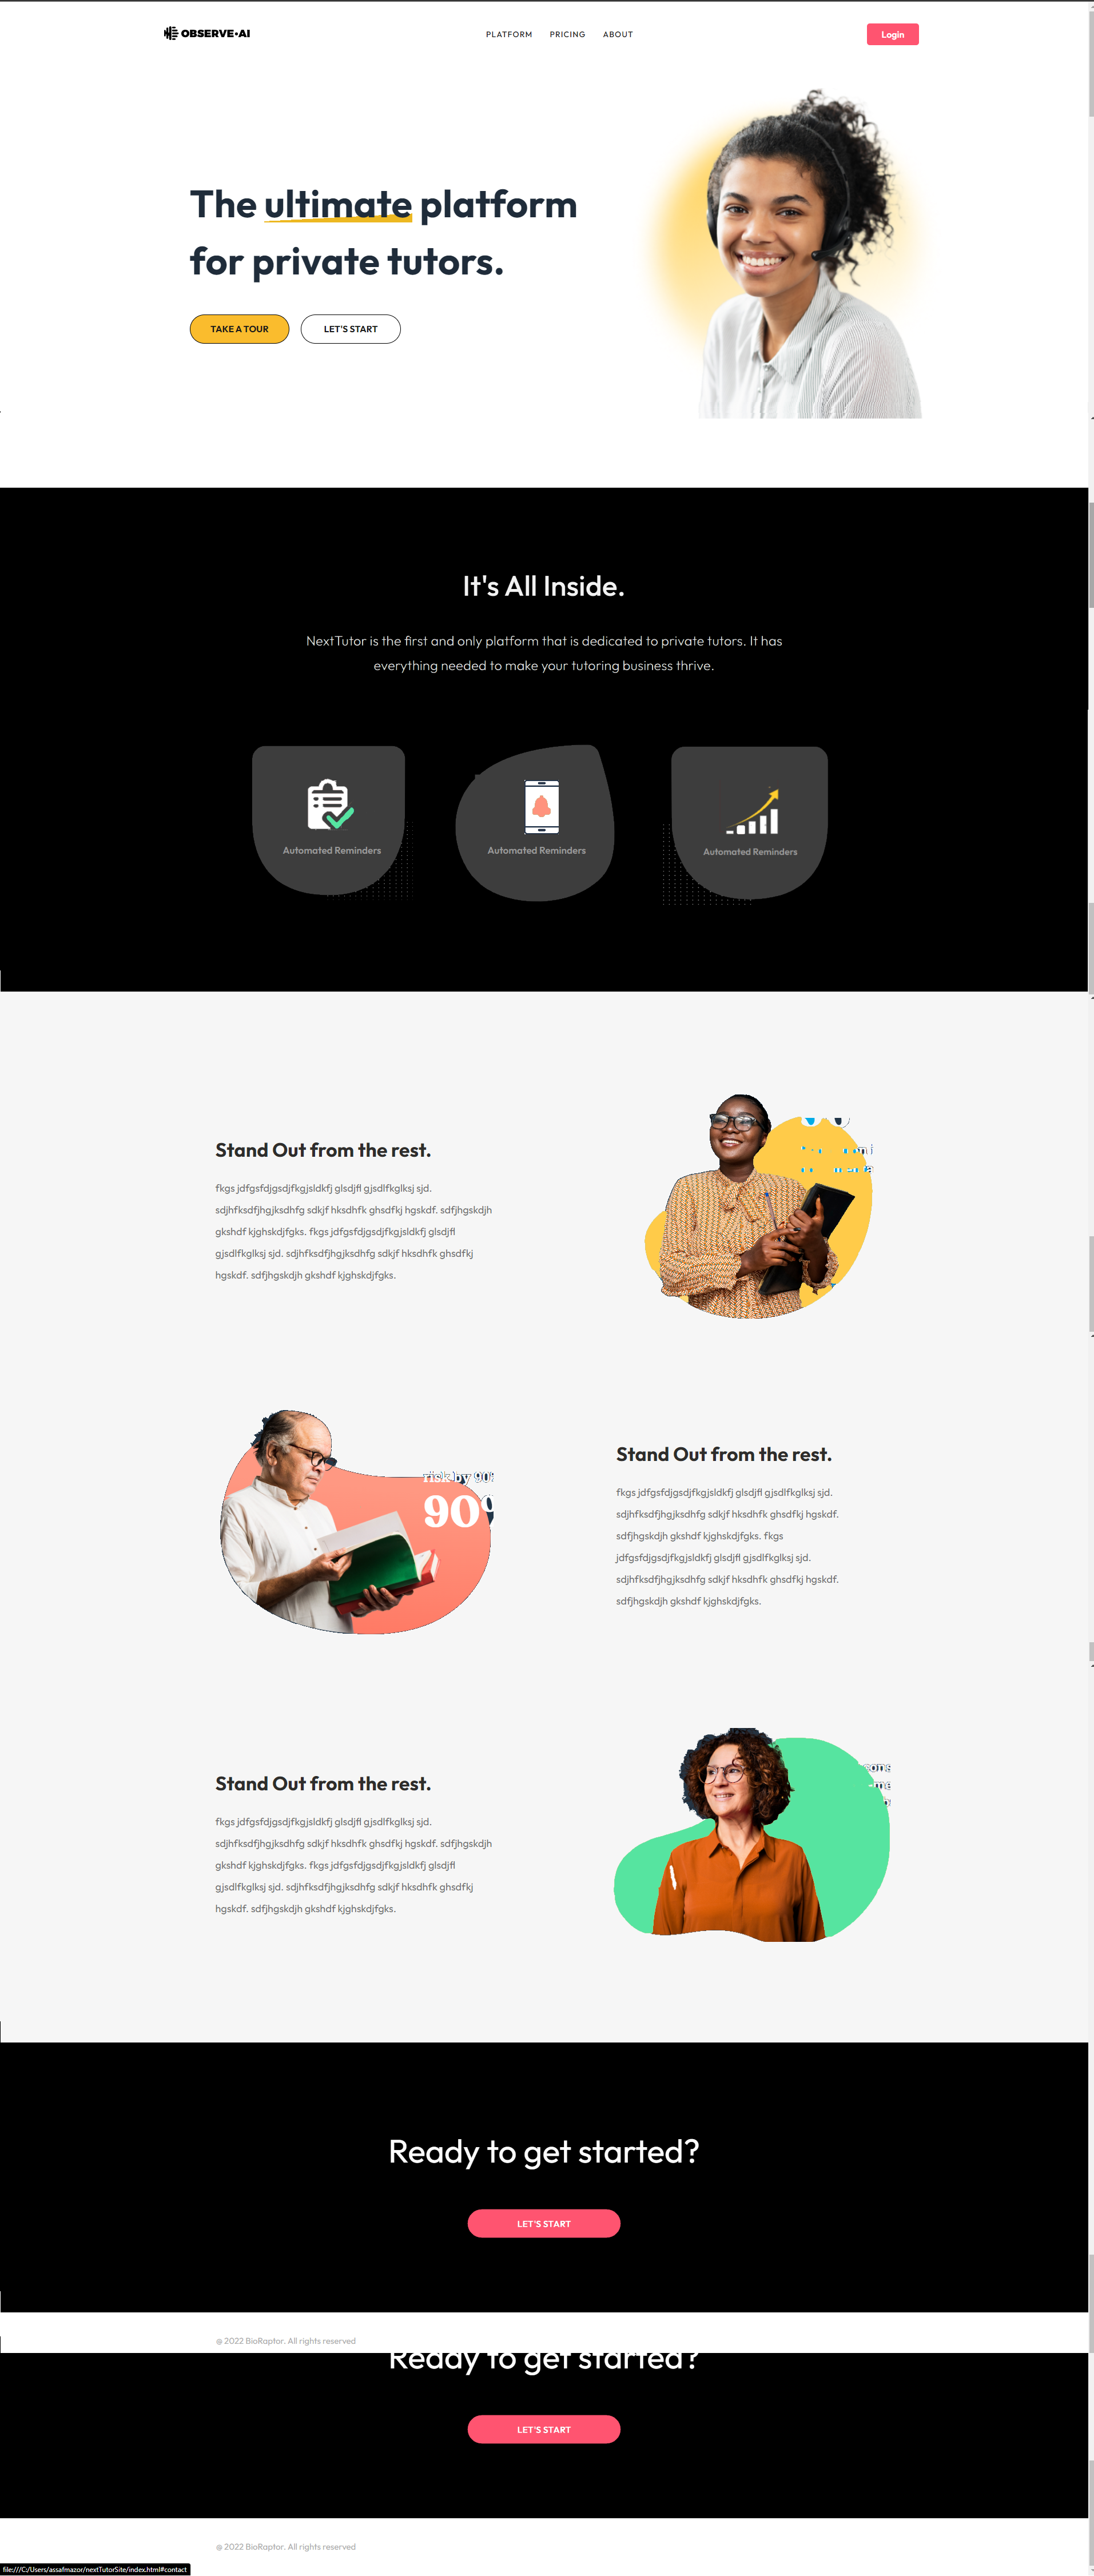 OBSERVE•AI
PLATFORM PRICING ABOUT
Login
The ultimate platform
for private tutors.
TAKE A TOUR
LET'S START
It's All Inside.
NextTutor is the first and only platform that is dedicated to private tutors. It has
everything needed to make your tutoring business thrive.
Automated Reminders
Automated Reminders
Automated Reminders
Stand Out from the rest.
fkgs jdfgsfdjgsdjfkgjsldkfj glsdjfl gjsdlfkglksj sjd.
sdjhfksdfjhgjksdhfg sdkjf hksdhfk ghsdfkj hgskdf. sdfjhgskdjh
gkshdf kjghskdjfgks. fkgs jdfgsfdjgsdjfkgjsldkfj glsdjfl
gjsdlfkglksj sjd. sdjhfksdfjhgjksdhfg sdkjf hksdhfk ghsdfkj
hgskdf. sdfjhgskdjh gkshdf kjghskdjfgks.
risk by 90
90
Stand Out from the rest.
fkgs jdfgsfdjgsdjfkgjsldkfj glsdjfl gjsdlfkglksj sjd.
sdjhfksdfjhgjksdhfg sdkjf hksdhfk ghsdfkj hgskdf.
sdfjhgskdjh gkshdf kjghskdjfgks. fkgs
jdfgsfdjgsdjfkgjsldkfj glsdjfl gjsdlfkglksj sjd.
sdjhfksdfjhgjksdhfg sdkjf hksdhfk ghsdfkj hgskdf.
sdfjhgskdjh gkshdf kjghskdjfgks.
Stand Out from the rest.
fkgs jdfgsfdjgsdjfkgjsldkfj glsdjfl gjsdlfkglksj sjd.
sdjhfksdfjhgjksdhfg sdkjf hksdhfk ghsdfkj hgskdf. sdfjhgskdjh
gkshdf kjghskdjfgks. fkgs jdfgsfdjgsdjfkgjsldkfj glsdjfl
gjsdlfkglksj sjd. sdjhfksdfjhgjksdhfg sdkjf hksdhfk ghsdfkj
hgskdf. sdfjhgskdjh gkshdf kjghskdjfgks.
Ready to get started?
LET'S START
@ 2022 BioRaptor. All rights reserved
Ready to get started?
LET'S START
@ 2022 BioRaptor. All rights reserved
file:///C:/Users/assafmazor/nextTutorSite/index.html#contact